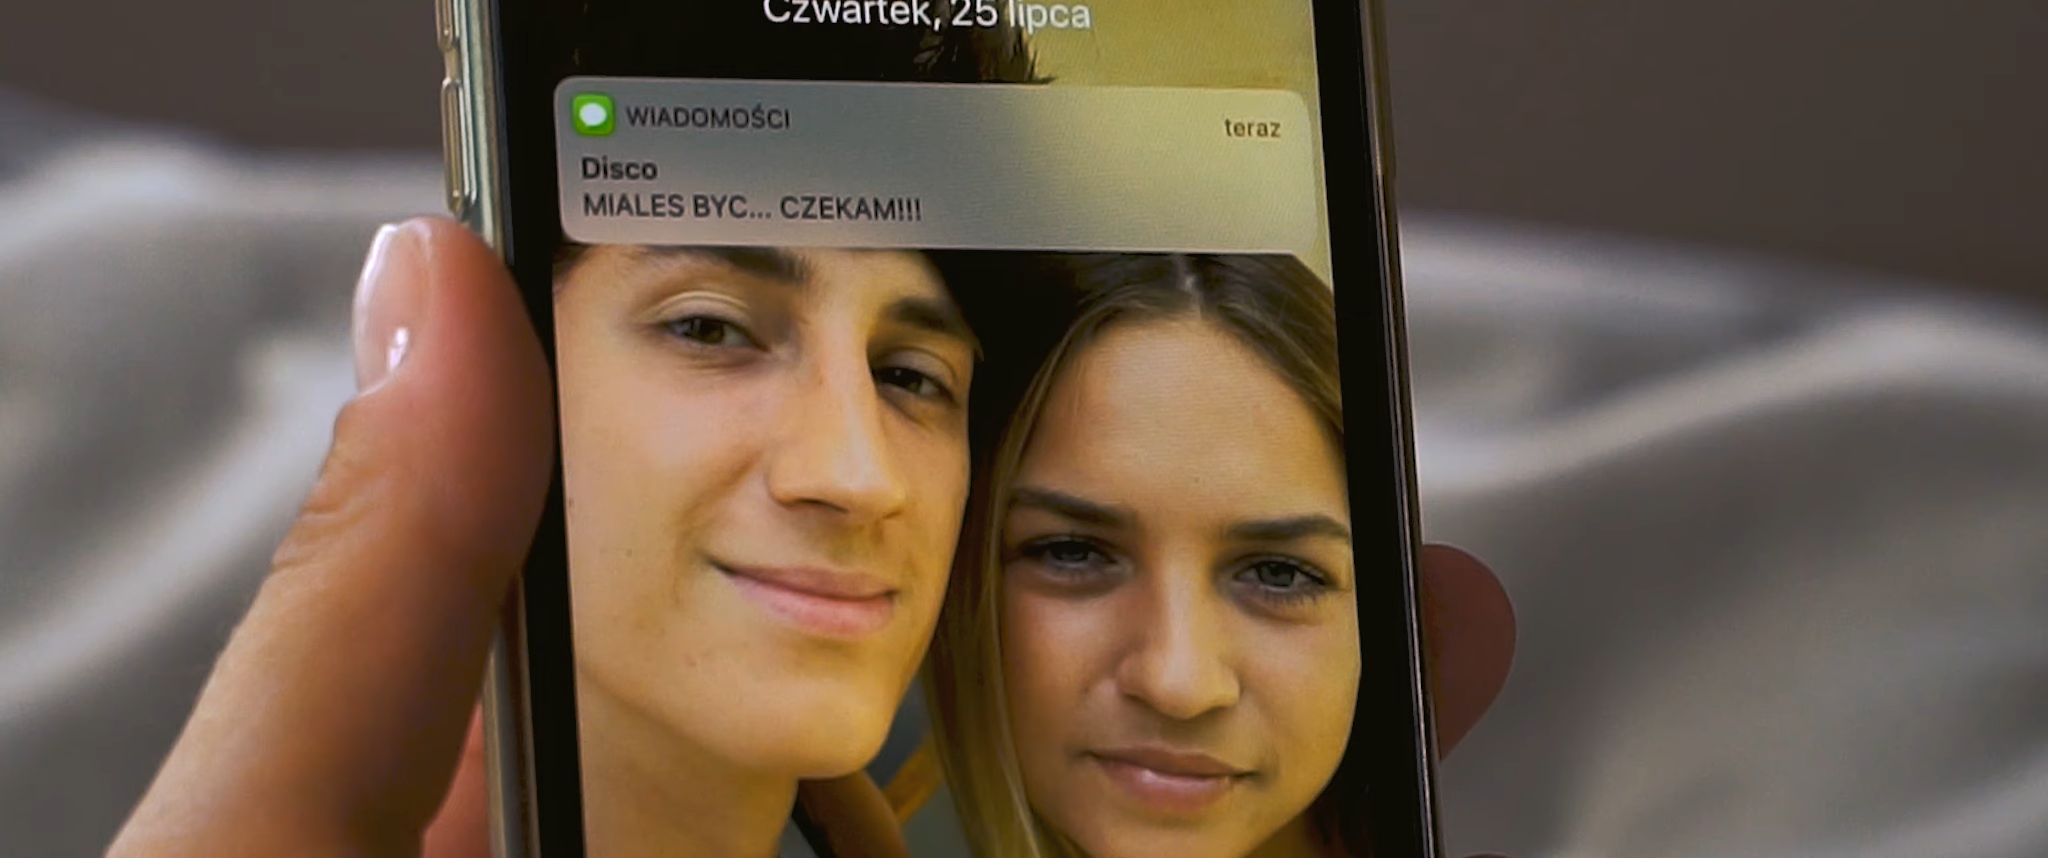 Czwartek, 25 lipca
WIADOMOŚCI
teraz
Disco
MIALES BYC... CZEKAM!!!